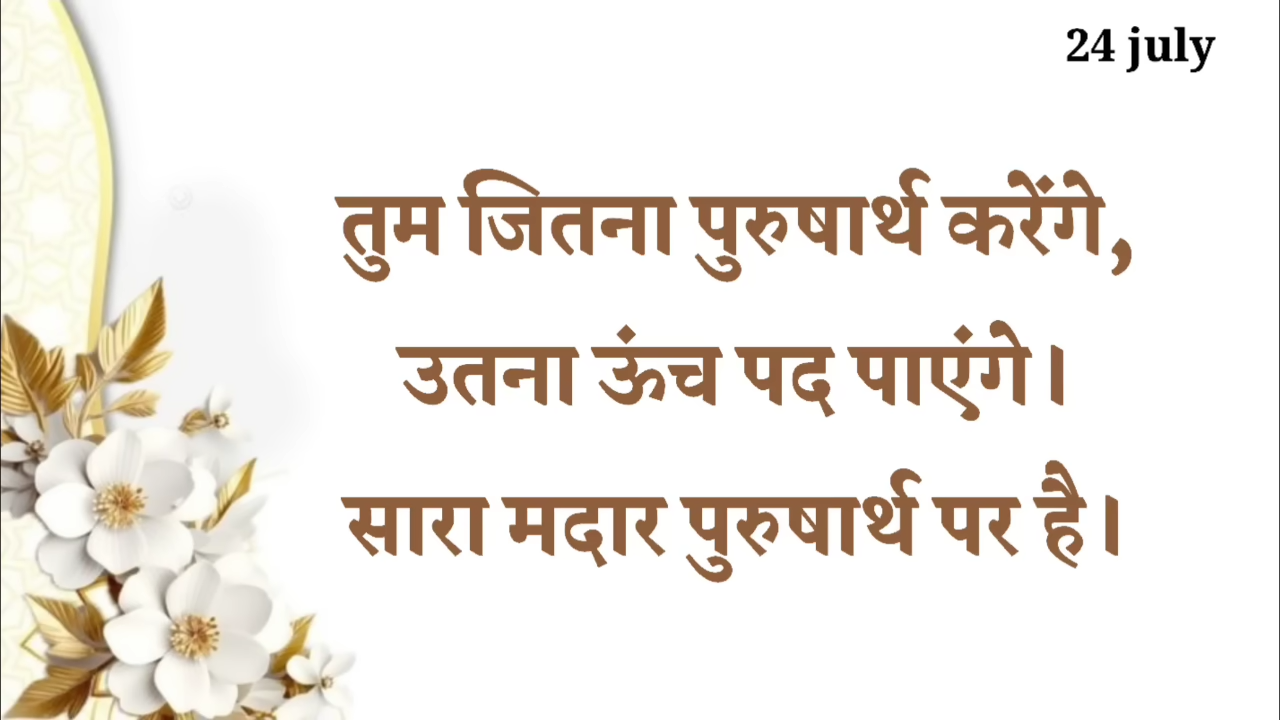 24 july
तुम जितना पुरुषार्थ करेंगे,
उतना ऊंच पद पाएंगे।
सारा मदार पुरुषार्थ पर है।